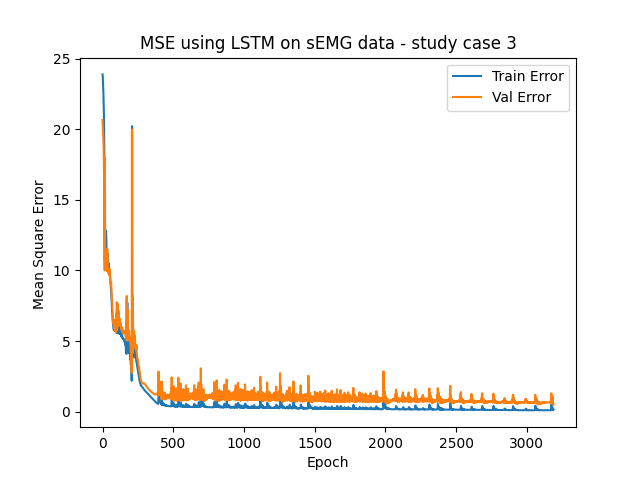 MSE using LSTM on sEMG data - study case 3
Train Error
Val Error
25
20
15
10
5
0
Mean Square Error
0 500 1000 1500 2000 2500 3000
Epoch